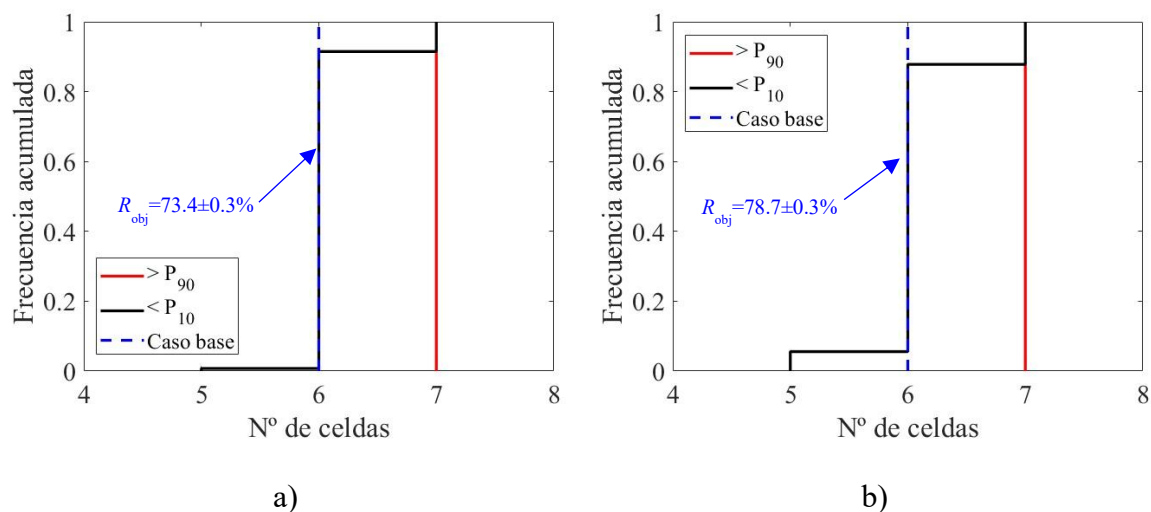 1
0.8
0.6
0.4
0.2
0
Frecuencia acumulada
R_obj=73.4±0.3%
> P_90
< P_10
Caso base
4 5 6 7 8
Nº de celdas
a)
1
0.8
0.6
0.4
0.2
0
Frecuencia acumulada
> P_90
< P_10
Caso base
R_obj=78.7±0.3%
4 5 6 7 8
Nº de celdas
b)